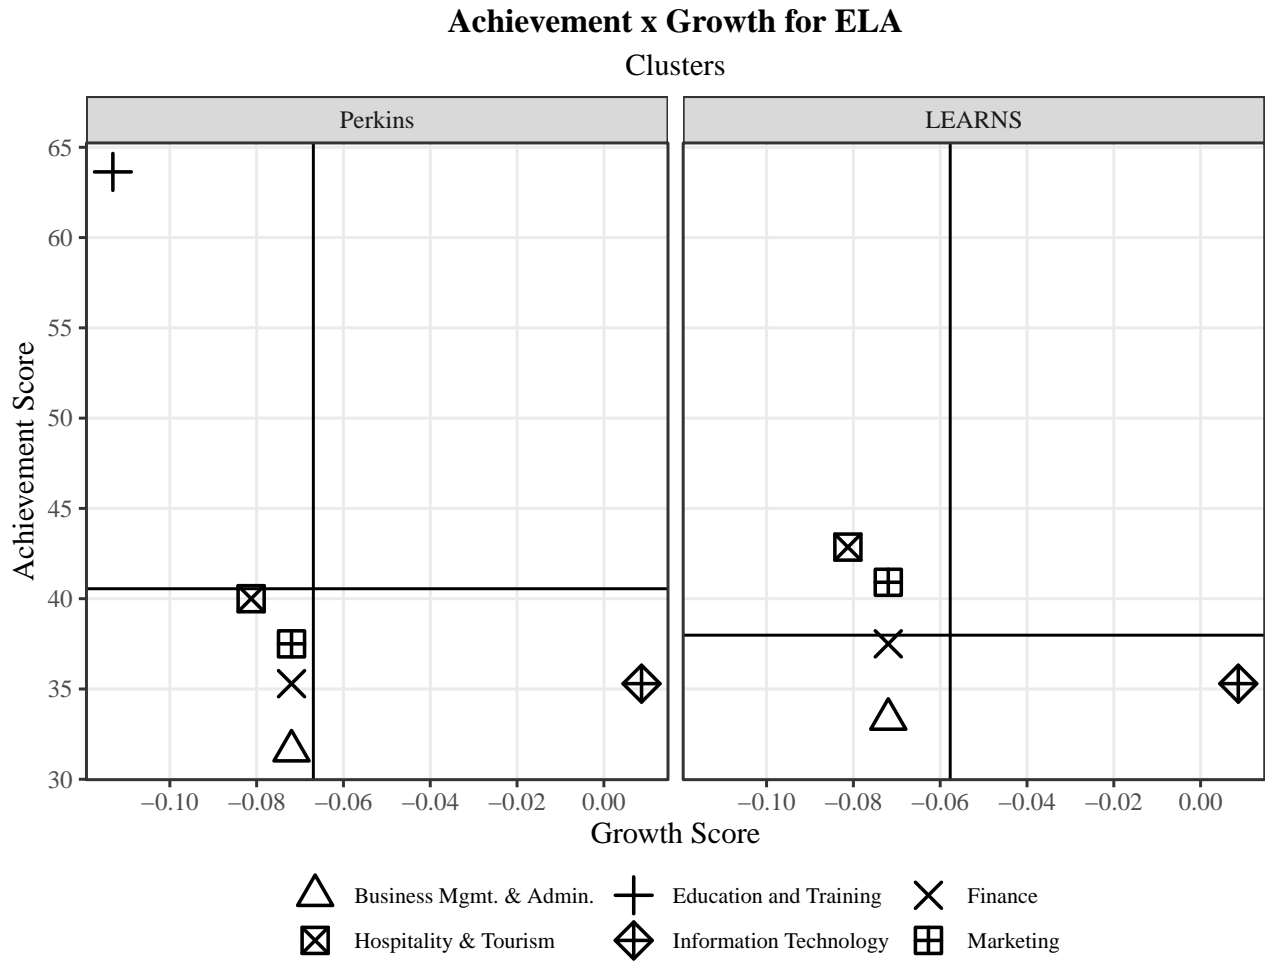 Achievement x Growth for ELA
Clusters
Perkins
LEARNS
65
60
55
50
45
40
35
30
Achievement Score
−0.10 −0.08 −0.06 −0.04 −0.02 0.00
−0.10 −0.08 −0.06 −0.04 −0.02 0.00
Growth Score
Business Mgmt. & Admin. Education and Training Finance
Hospitality & Tourism Information Technology Marketing